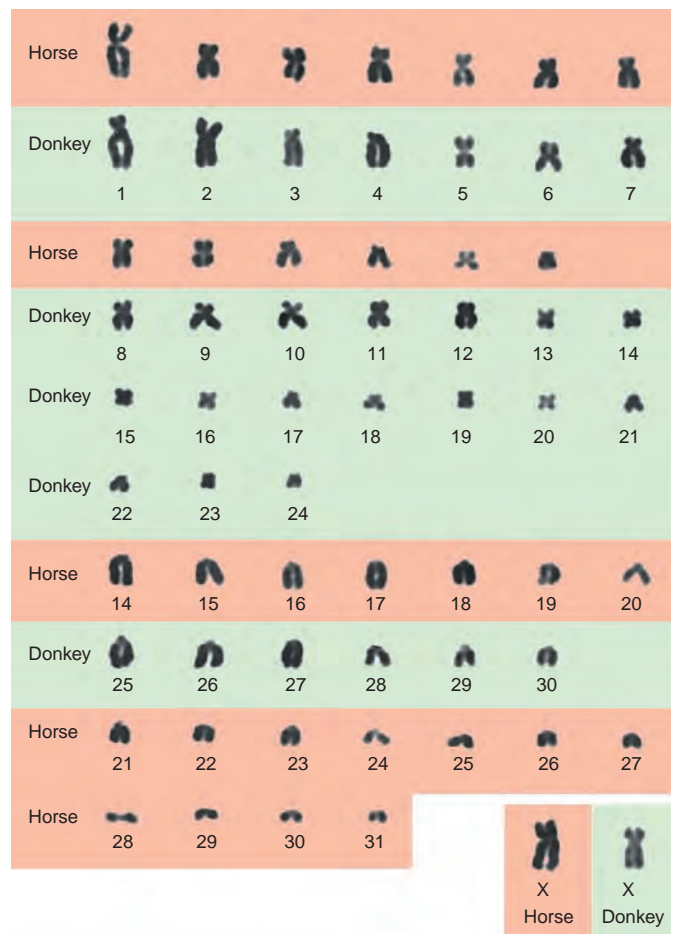 Horse
Donkey
1 2 3 4 5 6 7
Horse
Donkey
8 9 10 11 12 13 14
Donkey
15 16 17 18 19 20 21
Donkey
22 23 24
Horse
14 15 16 17 18 19 20
Donkey
25 26 27 28 29 30
Horse
21 22 23 24 25 26 27
Horse
28 29 30 31
X X
Horse Donkey